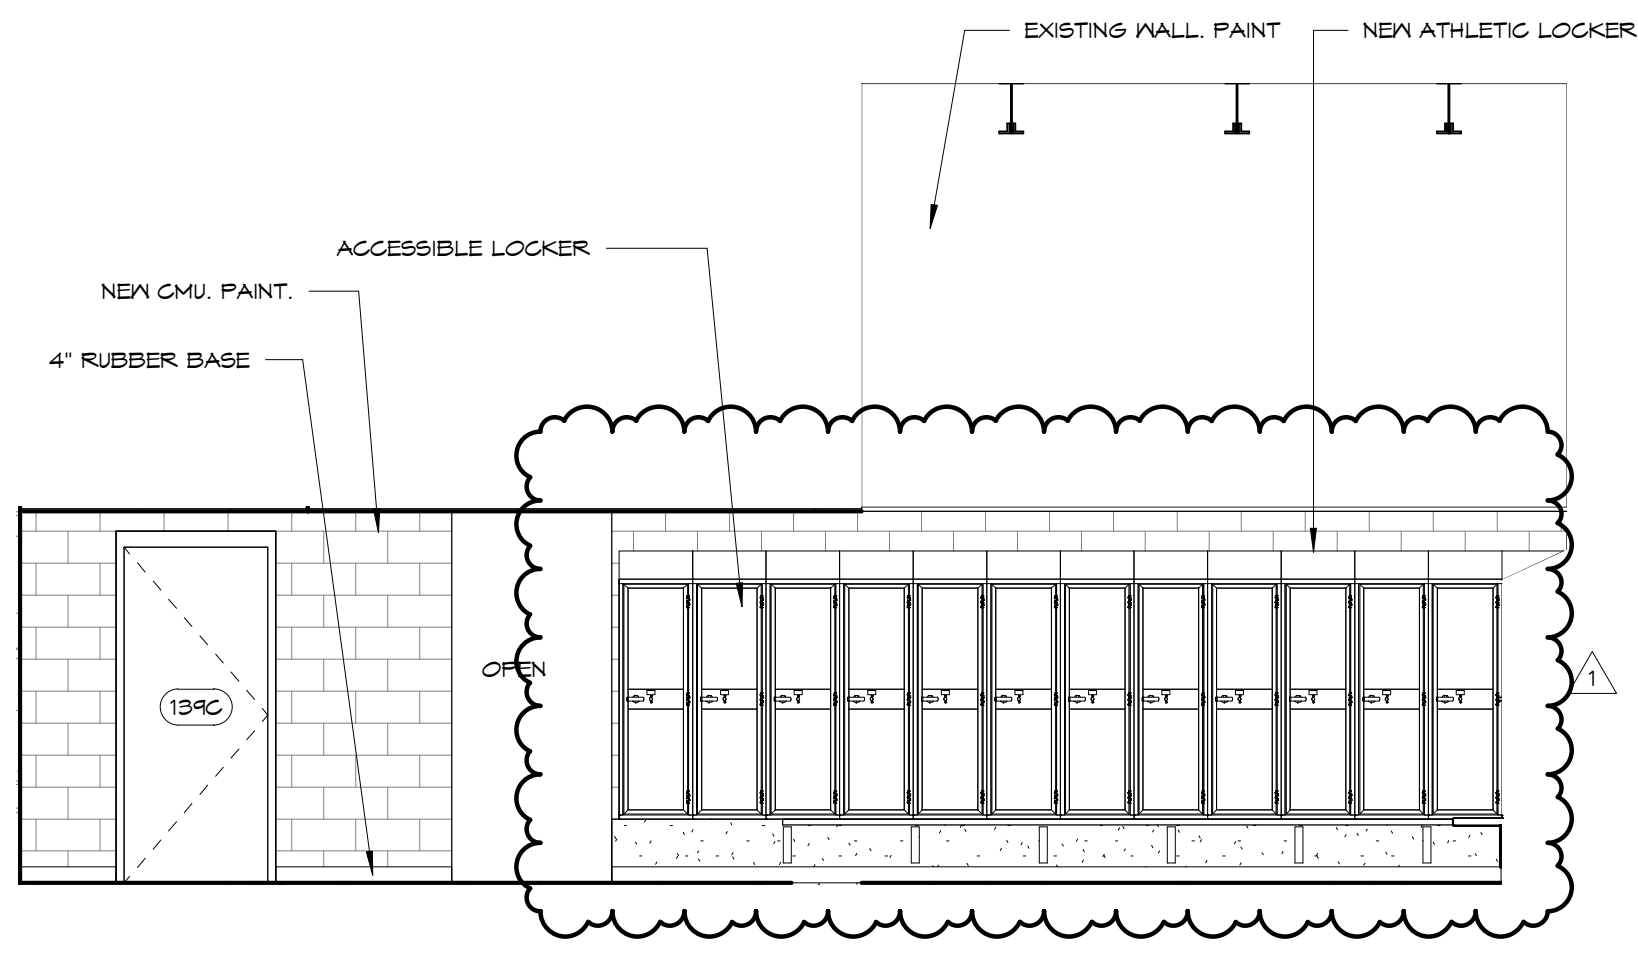 EXISTING WALL. PAINT
NEW ATHLETIC LOCKER
ACCESSIBLE LOCKER
NEW CMU. PAINT.
4" RUBBER BASE
OPEN
139C
1